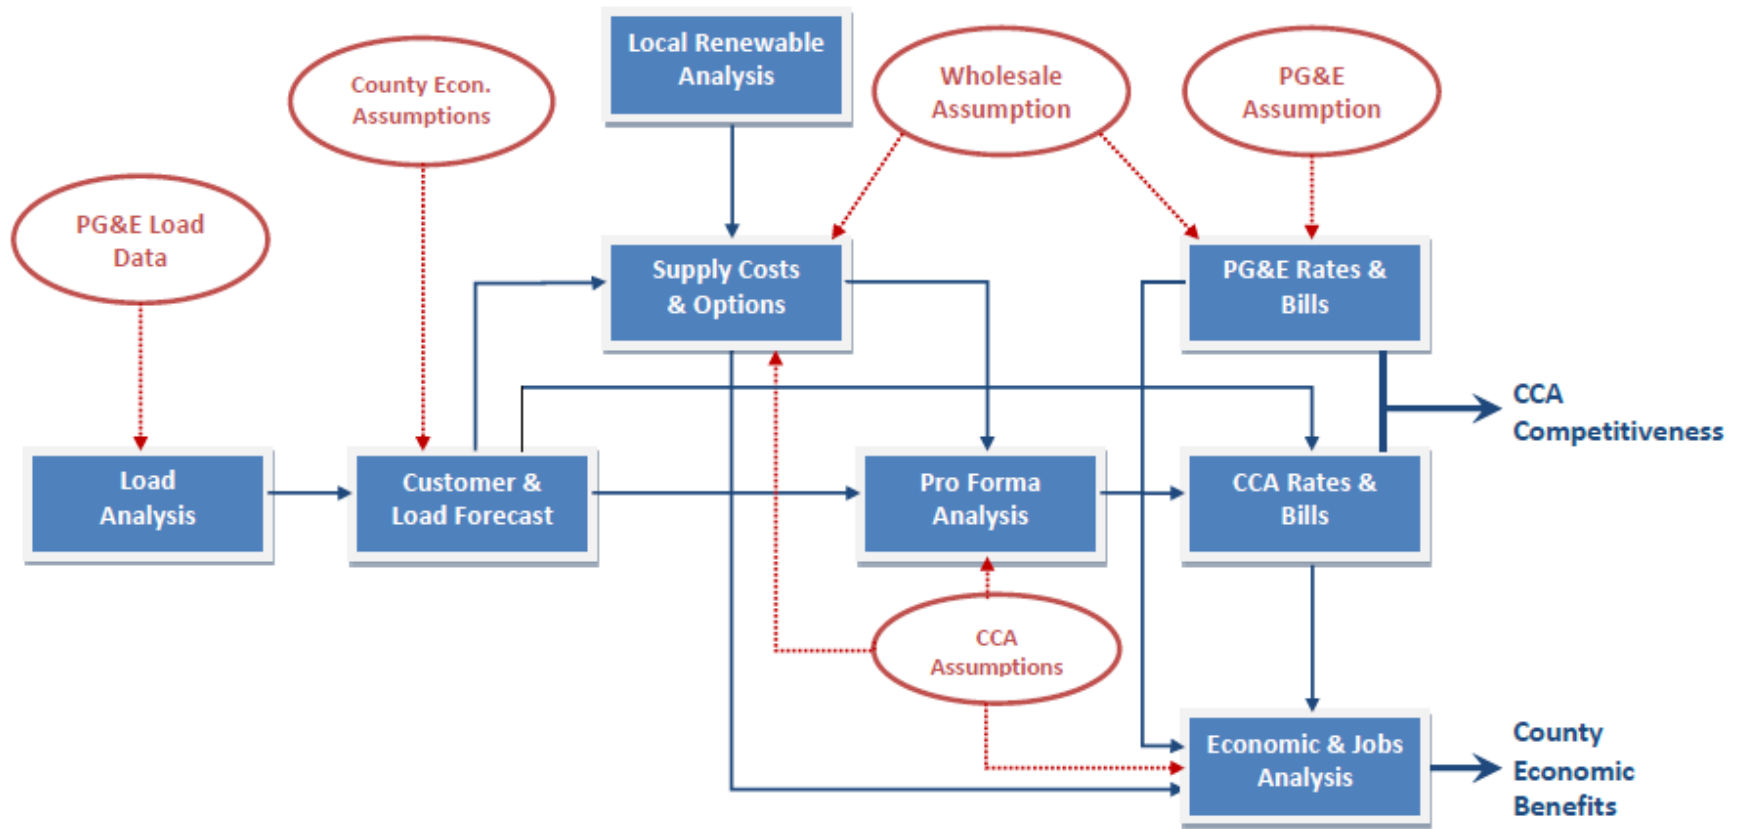 Local Renewable
Analysis
County Econ.
Assumptions
Wholesale
Assumption
PG&E
Assumption
PG&E Load
Data
Supply Costs
& Options
PG&E Rates &
Bills
CCA
Competitiveness
Load
Analysis
Customer &
Load Forecast
Pro Forma
Analysis
CCA Rates &
Bills
CCA
Assumptions
Economic & Jobs
Analysis
County
Economic
Benefits